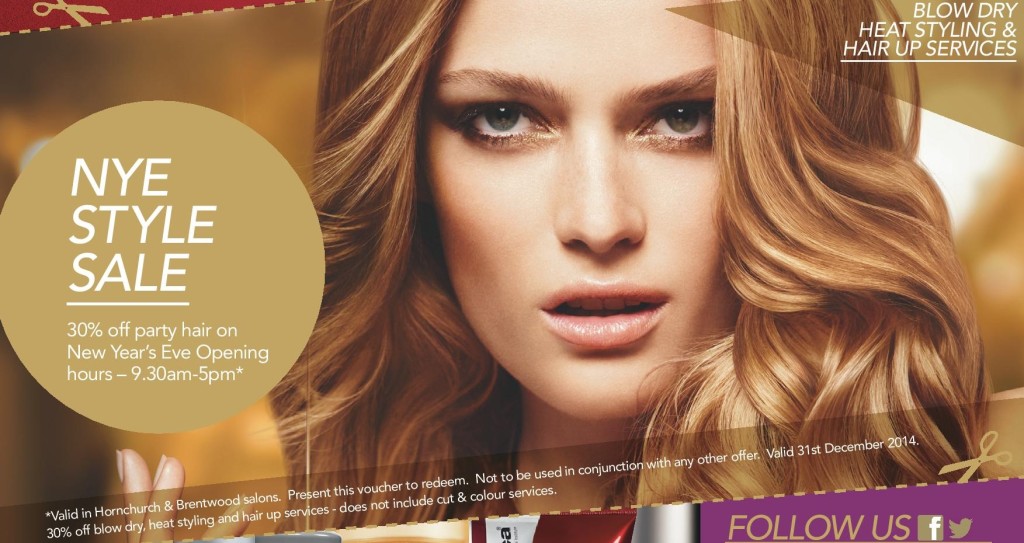 BLOW DRY
HEAT STYLING &
HAIR UP SERVICES
NYE
STYLE
SALE
30% off party hair on
New Year's Eve Opening
hours – 9.30am-5pm*
*Valid in Hornchurch & Brentwood salons. Present this voucher to redeem. Not to be used in conjunction with any other offer. Valid 31st December 2014.
30% off blow dry, heat styling and hair up services - does not include cut & colour services.
FOLLOW US